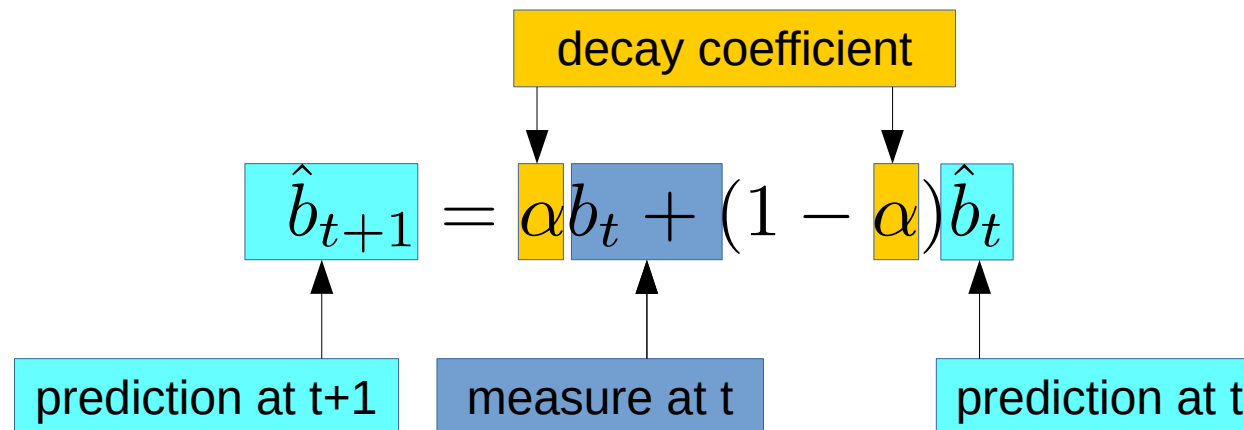 decay coefficient
b̂ₜ₊₁ = αbₜ + (1 − α)b̂ₜ
prediction at t+1 measure at t prediction at t